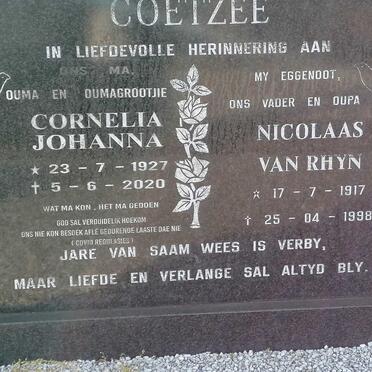 COETZEE
IN LIEFDEVOLLE HERINNERING AAN
ONS MA,
OUMA EN OUMAGROOTJIE
CORNELIA
JOHANNA
★ 23-7-1927
✝ 5-6-2020
WAT MA KON, HET MA GEDOEN
GOD SAL VERDUIDELIK HOEKOM
ONS NIE KON BESOEK AFLÊ GEDURENDE LAASTE DAE NIE
(COVID REGULASIES)
MY EGGENOOT,
ONS VADER EN OUPA
NICOLAAS
VAN RHYN
☆ 17-7-1917
✝ 25-04-1998
JARE VAN SAAM WEES IS VERBY,
MAAR LIEFDE EN VERLANGE SAL ALTYD BLY.